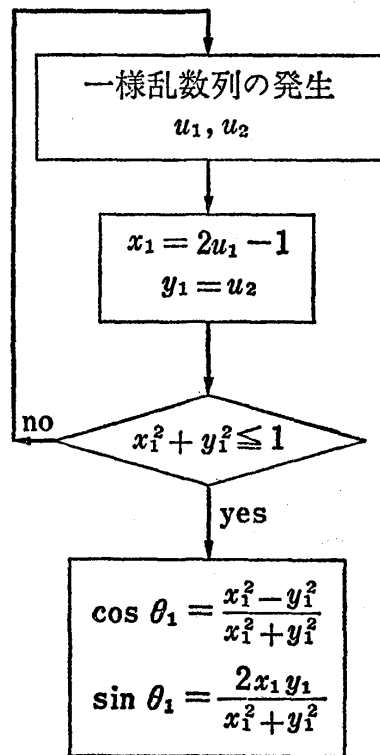 一様乱数列の発生
u₁, u₂
x₁ = 2u₁ − 1
y₁ = u₂
no
x₁² + y₁² ≦ 1
yes
cos θ₁ = (x₁² − y₁²) / (x₁² + y₁²)
sin θ₁ = 2x₁y₁ / (x₁² + y₁²)